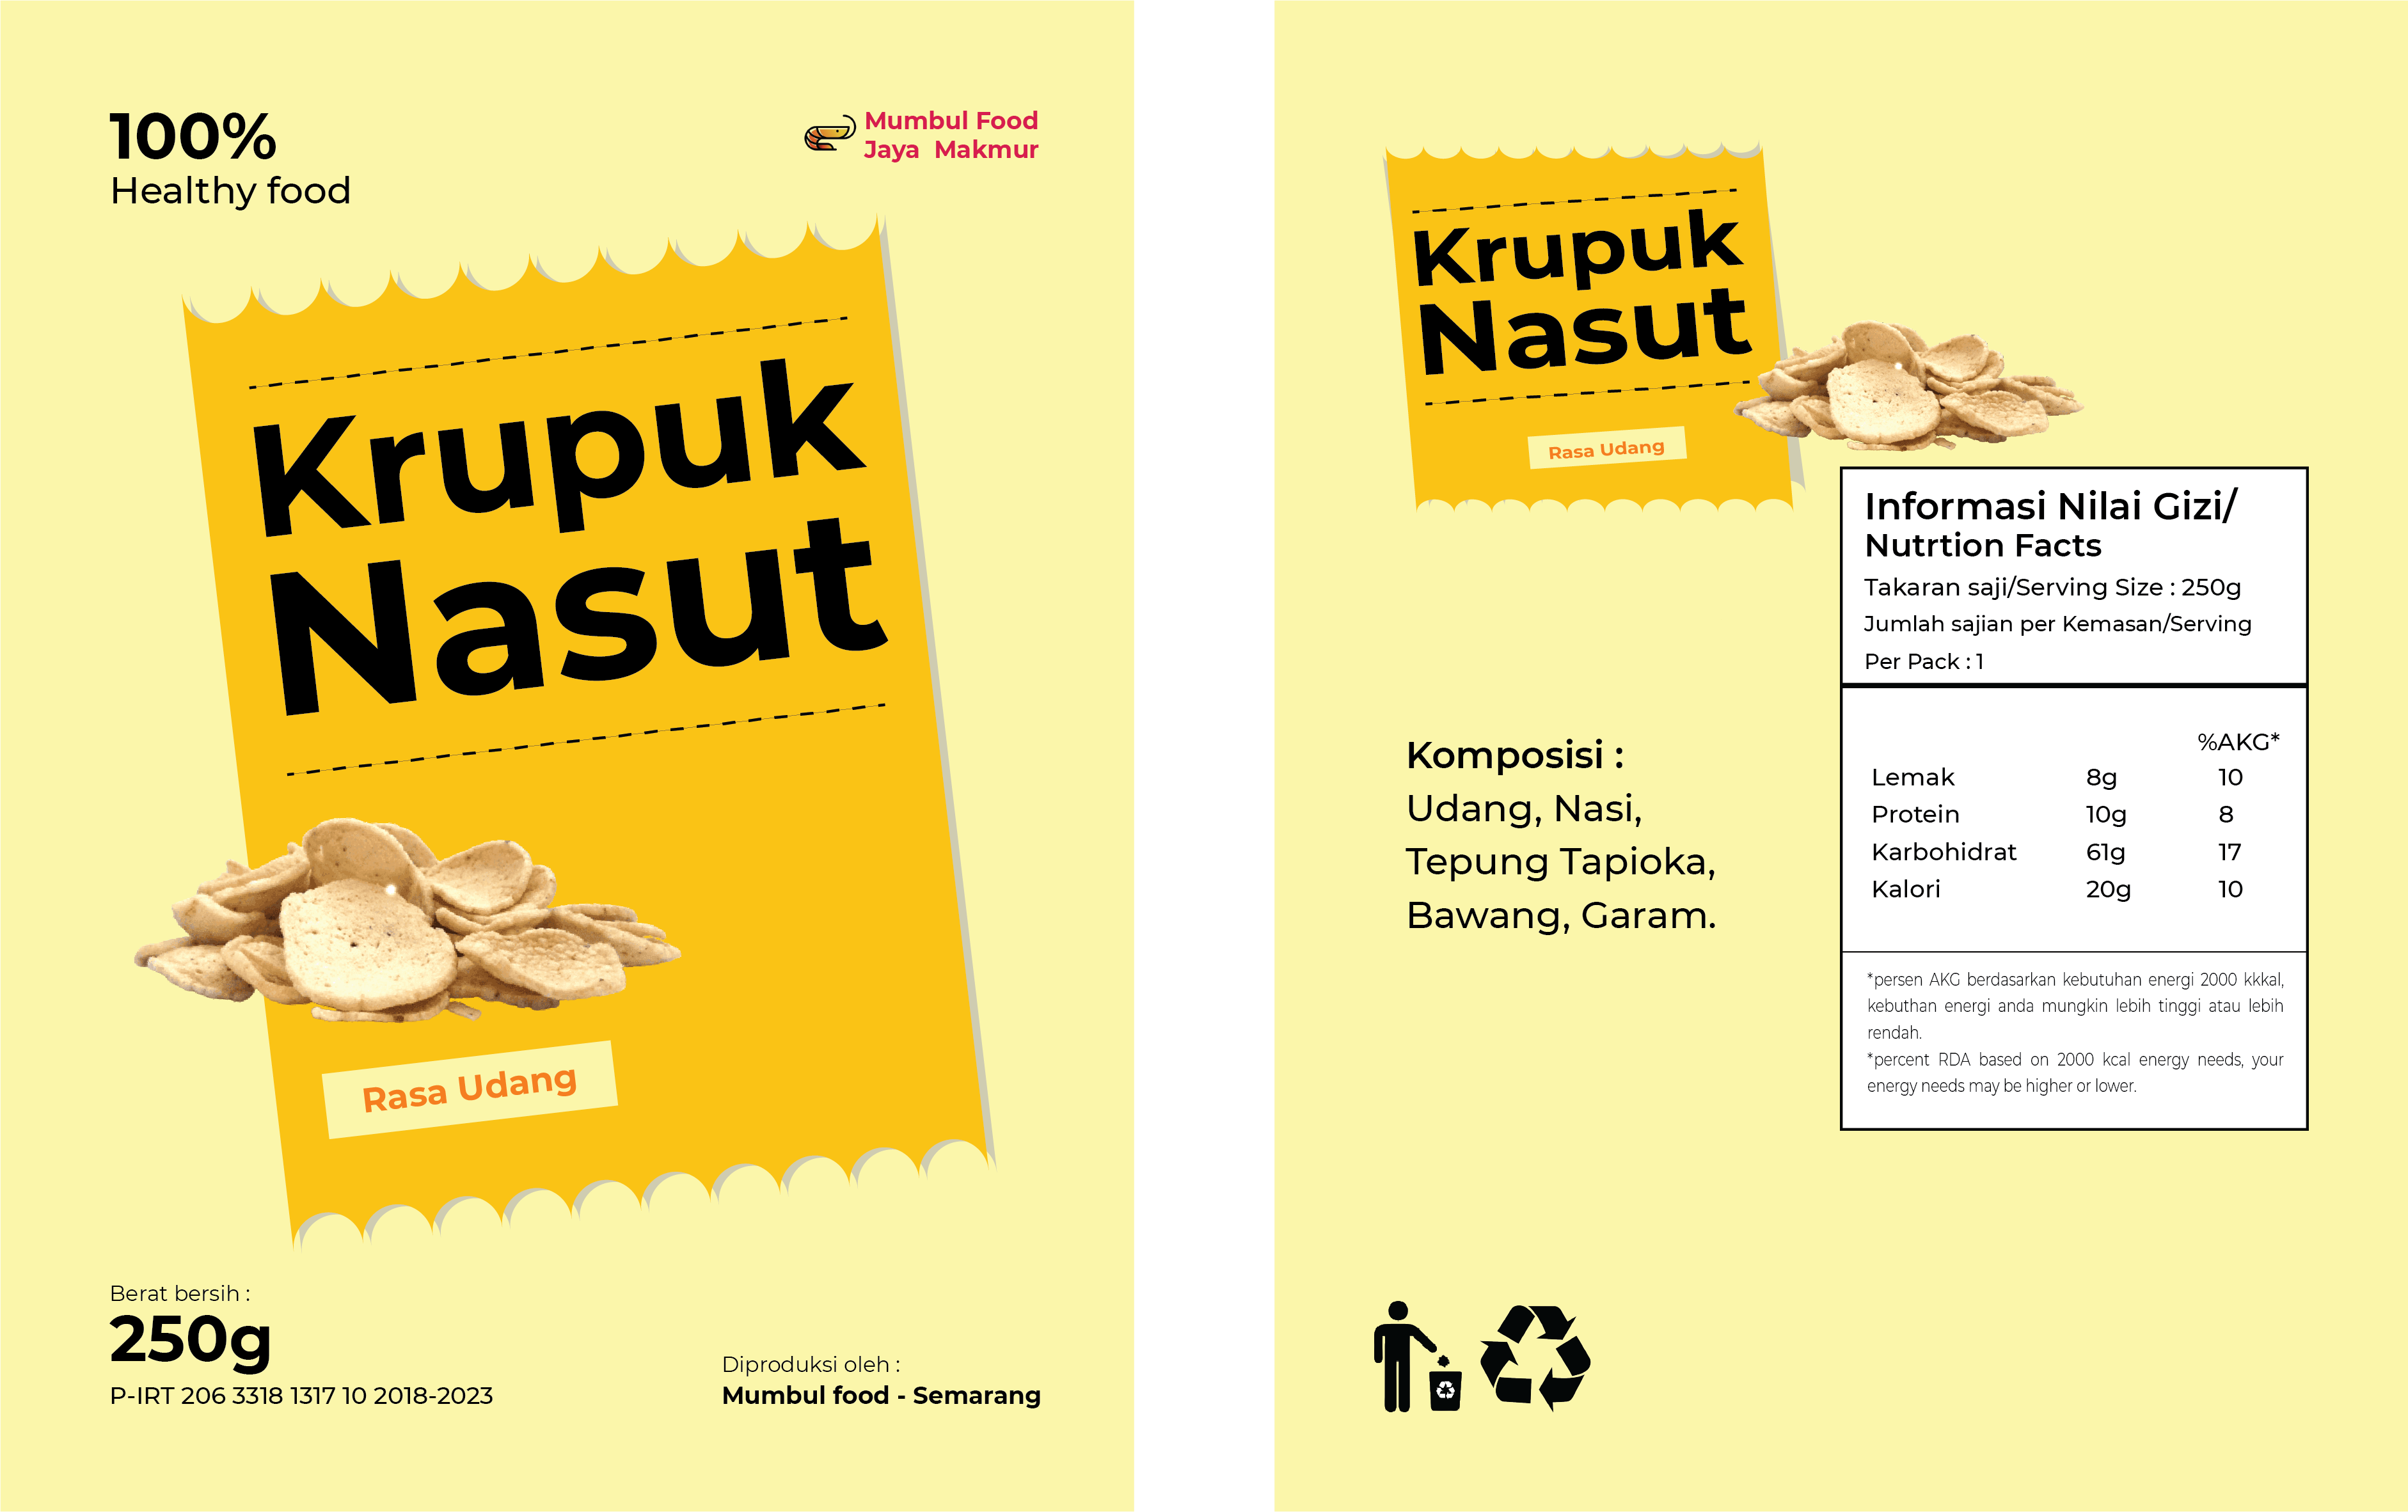 100%
Healthy food
Mumbul Food
Jaya Makmur
Krupuk
Nasut
Rasa Udang
Berat bersih :
250g
P-IRT 206 3318 1317 10 2018-2023
Diproduksi oleh :
Mumbul food - Semarang
Krupuk
Nasut
Rasa Udang
Komposisi :
Udang, Nasi,
Tepung Tapioka,
Bawang, Garam.
Informasi Nilai Gizi/
Nutrtion Facts
Takaran saji/Serving Size : 250g
Jumlah sajian per Kemasan/Serving
Per Pack : 1
%AKG*
Lemak 8g 10
Protein 10g 8
Karbohidrat 61g 17
Kalori 20g 10
*persen AKG berdasarkan kebutuhan energi 2000 kkkal,
kebuthan energi anda mungkin lebih tinggi atau lebih
rendah.
*percent RDA based on 2000 kcal energy needs, your
energy needs may be higher or lower.